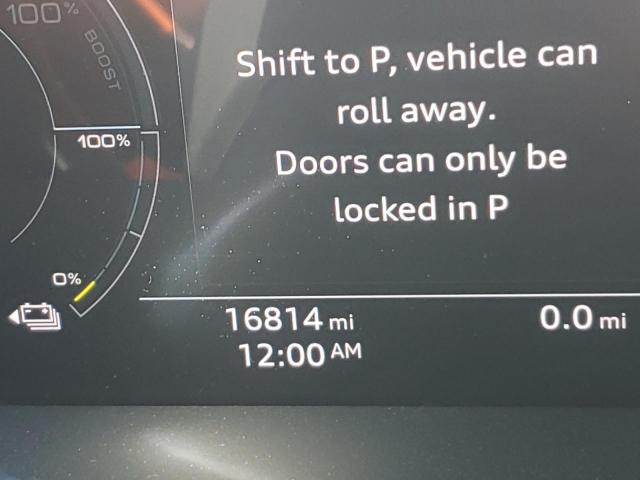 100%
BOOST
Shift to P, vehicle can
roll away.
100%
Doors can only be
locked in P
0%
16814 mi
0.0 mi
12:00 AM